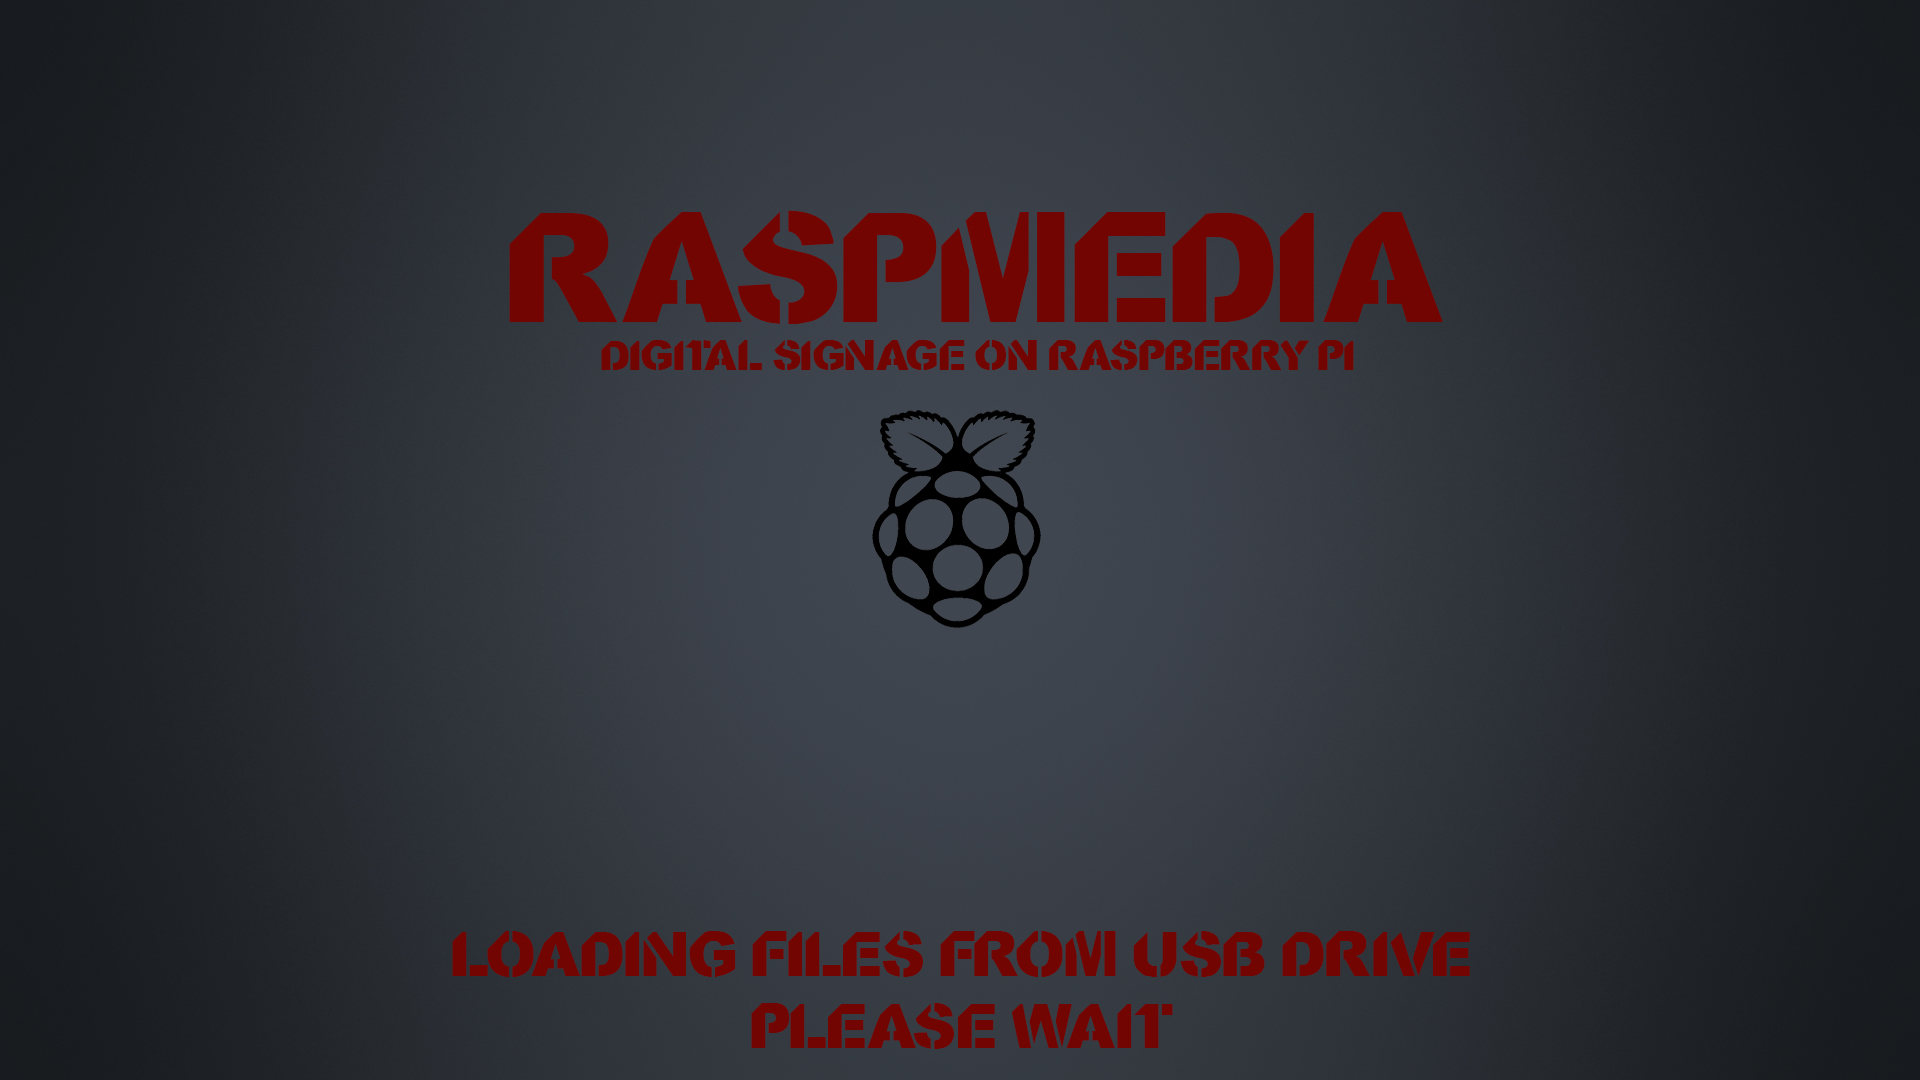 RASPMEDIA
DIGITAL SIGNAGE ON RASPBERRY PI
LOADING FILES FROM USB DRIVE
PLEASE WAIT